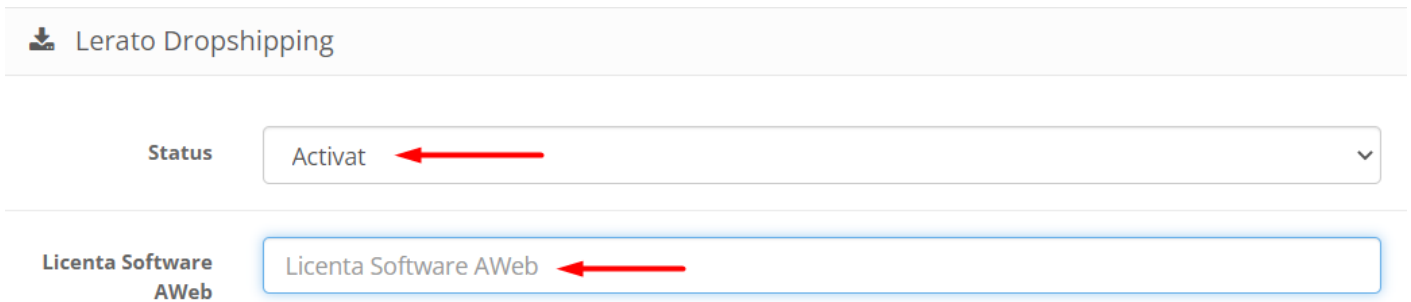 Lerato Dropshipping
Status
Activat
Licenta Software
AWeb
Licenta Software AWeb